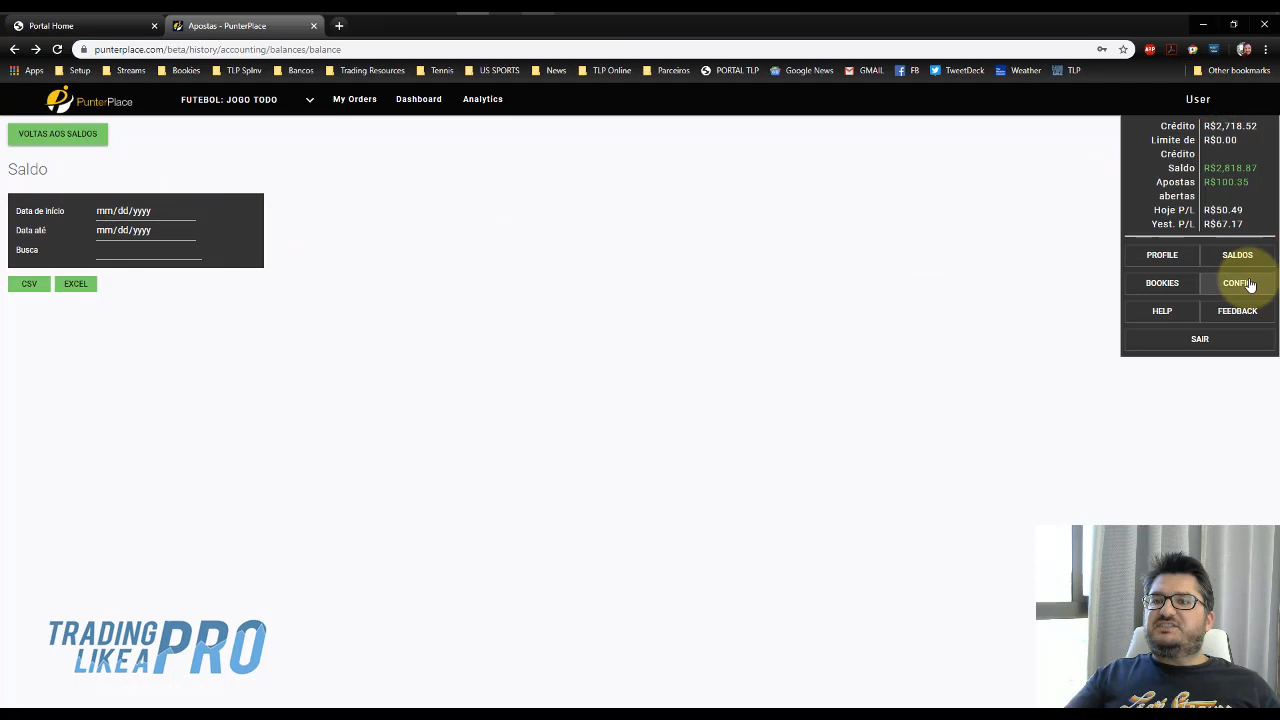 Portal Home
Apostas - PunterPlace
punterplace.com/beta/history/accounting/balances/balance
Apps Setup Streams Bookies TLP SpInv Bancos Trading Resources Tennis US SPORTS News TLP Online Parceiros PORTAL TLP Google News GMAIL FB TweetDeck Weather TLP Other bookmarks
PunterPlace FUTEBOL: JOGO TODO My Orders Dashboard Analytics User
VOLTAS AOS SALDOS
Saldo
Data de início mm/dd/yyyy
Data até mm/dd/yyyy
Busca
CSV EXCEL
Crédito R$2,718.52
Limite de R$0.00
Crédito
Saldo R$2,818.87
Apostas R$100.35
abertas
Hoje P/L R$50.49
Yest. P/L R$67.17
PROFILE SALDOS
BOOKIES
HELP FEEDBACK
SAIR
TRADING
LIKE A PRO